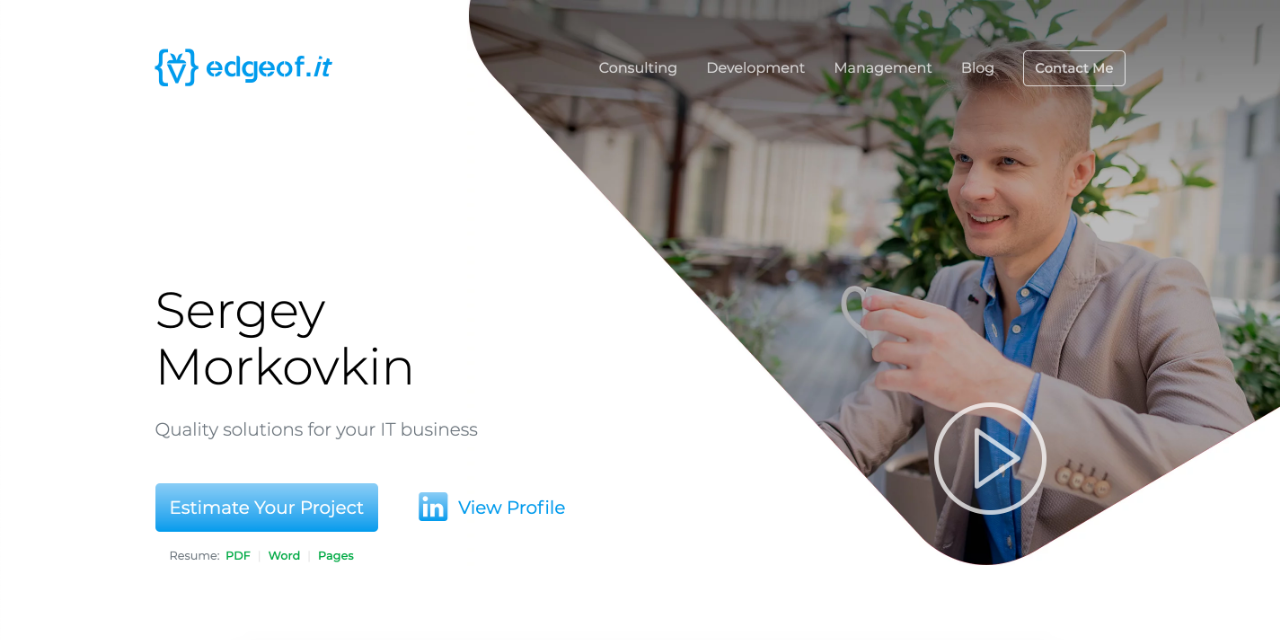 edgeof.it
Consulting Development Management Blog Contact Me
Sergey
Morkovkin
Quality solutions for your IT business
Estimate Your Project
in View Profile
Resume: PDF | Word | Pages